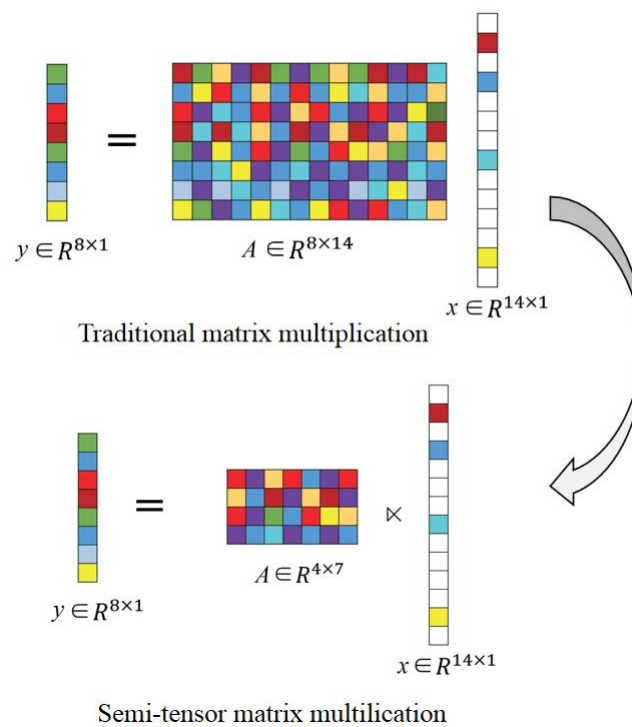 =
y ∈ R^{8×1}
A ∈ R^{8×14}
x ∈ R^{14×1}
Traditional matrix multiplication
= ⋉
y ∈ R^{8×1}
A ∈ R^{4×7}
x ∈ R^{14×1}
Semi-tensor matrix multilication